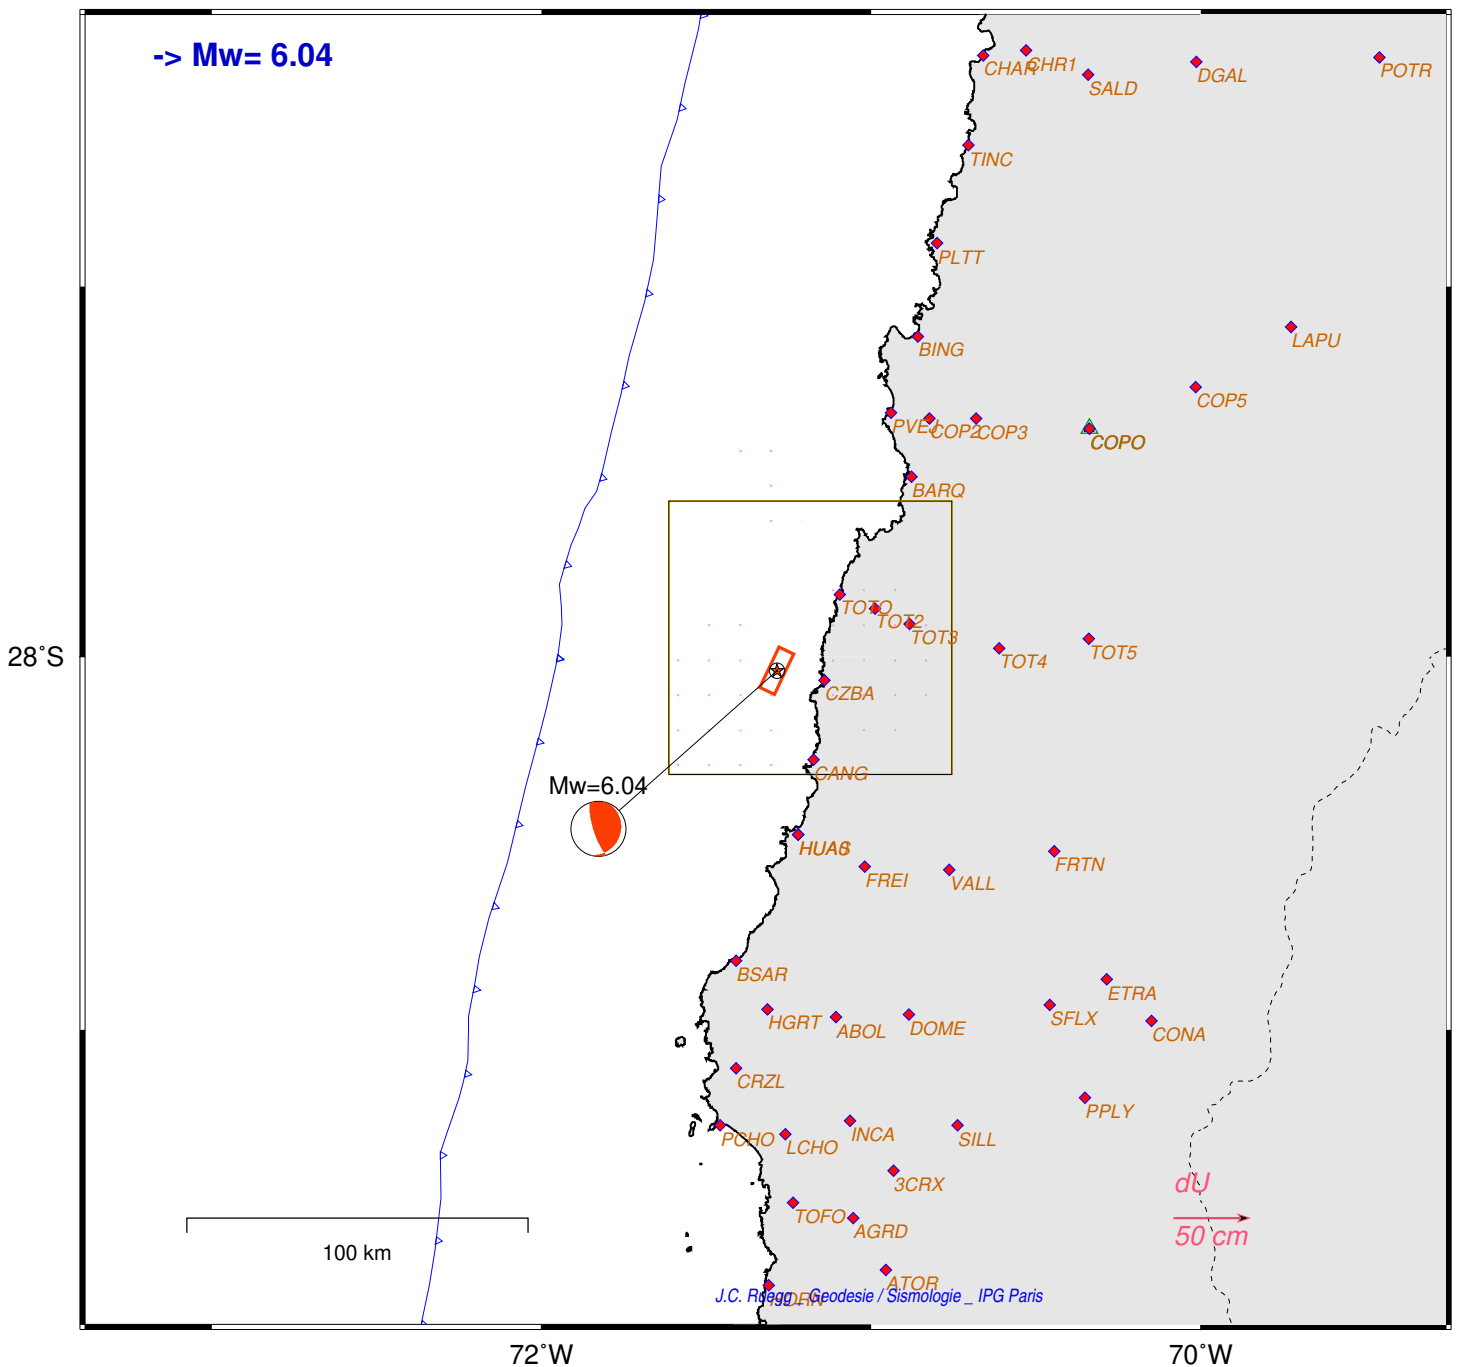 -> Mw= 6.04
CHAR
CHR1
SALD
DGAL
POTR
TINC
PLTT
BING
LAPU
COP5
PVEJ
COP2
COP3
COPO
BARQ
TOTO
TOT2
TOT3
TOT4
TOT5
28°S
CZBA
CANG
Mw=6.04
HUAS
FREI
VALL
FRTN
BSAR
ETRA
HGRT
ABOL
DOME
SFLX
CONA
CRZL
PPLY
PCHO
LCHO
INCA
SILL
3CRX
dU
TOFO
AGRD
50 cm
100 km
ATOR
J.C. Ruegg _ Geodesie / Sismologie _ IPG Paris
72°W
70°W